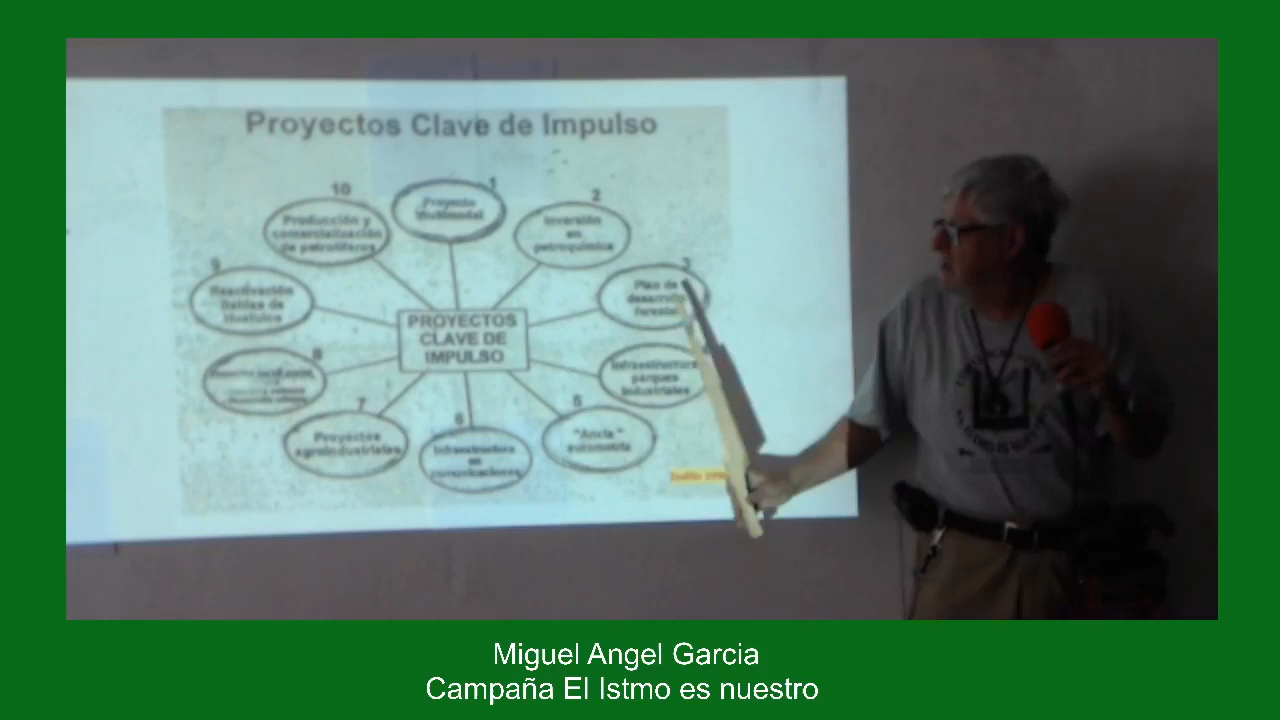 Proyectos Clave de Impulso
10
Producción y
comercialización
de petrolíferos
1
Proyecto
Multimodal
2
Inversión
en
petroquímica
3
Plan de
desarrollo
forestal
9
Reactivación
Bahías de
Huatulco
PROYECTOS
CLAVE DE
IMPULSO
8
Infraestructura
parques
industriales
7
Proyectos
agroindustriales
6
Infraestructura
en
comunicaciones
5
"Ancla"
automotriz
Miguel Angel Garcia
Campaña El Istmo es nuestro